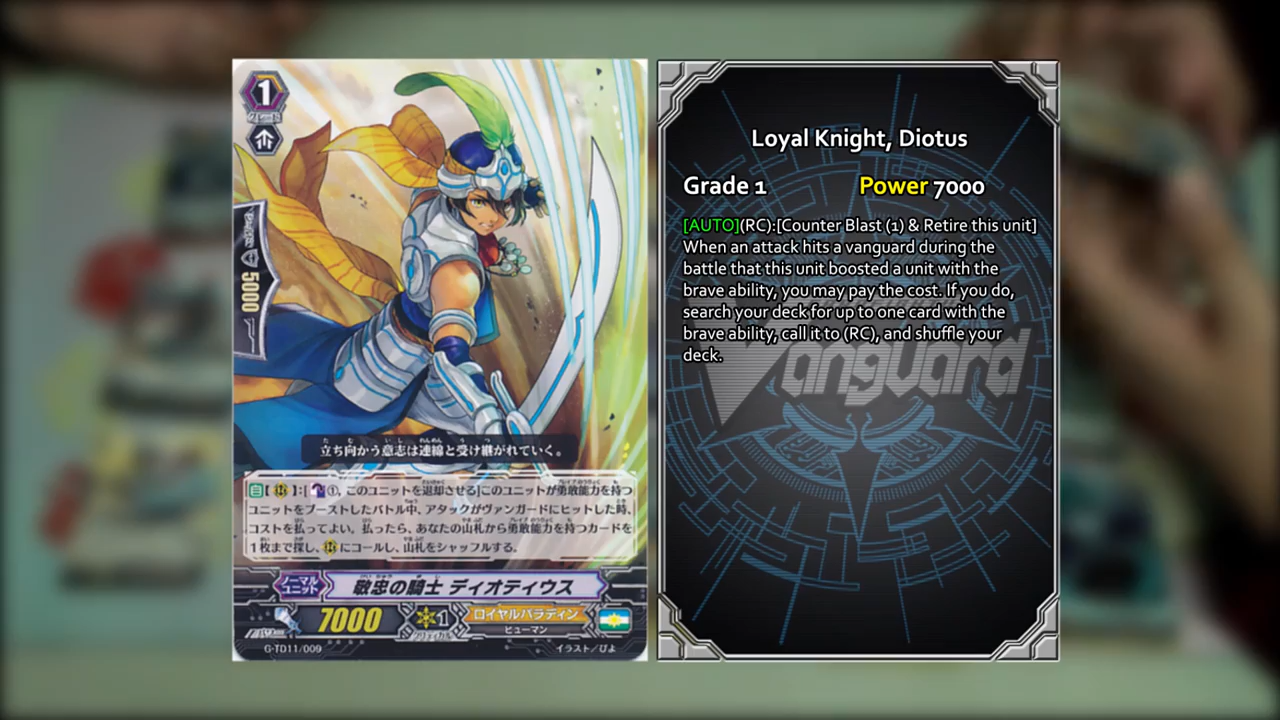 1
グレード
5000
立ち向かう意志は連綿と受け継がれていく。
【 】:[ ①, このユニットを退却させる]このユニットが勇敢能力を持つ
ユニットをブーストしたバトル中、アタックがヴァンガードにヒットした時、
コストを払ってよい。払ったら、あなたの山札から勇敢能力を持つカードを
1枚まで探し、 にコールし、山札をシャッフルする。
ノーマル
ユニット
敏忠の騎士 ディオティウス
7000
1
クリティカル
ロイヤルパラディン
ヒューマン
G-TD11/009
イラスト/びよ
Loyal Knight, Diotus
Grade 1 Power 7000
[AUTO](RC):[Counter Blast (1) & Retire this unit]
When an attack hits a vanguard during the
battle that this unit boosted a unit with the
brave ability, you may pay the cost. If you do,
search your deck for up to one card with the
brave ability, call it to (RC), and shuffle your
deck.
Vanguard